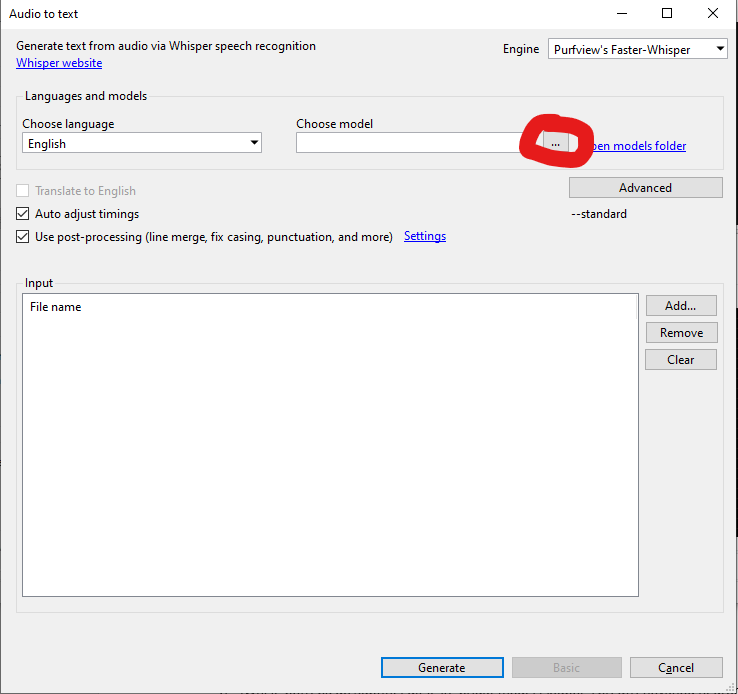 Audio to text
Generate text from audio via Whisper speech recognition
Engine Purfview's Faster-Whisper
Whisper website
Languages and models
Choose language
Choose model
English
...
models folder
Translate to English
Advanced
Auto adjust timings
--standard
Use post-processing (line merge, fix casing, punctuation, and more) Settings
Input
File name
Add...
Remove
Clear
Generate
Basic
Cancel